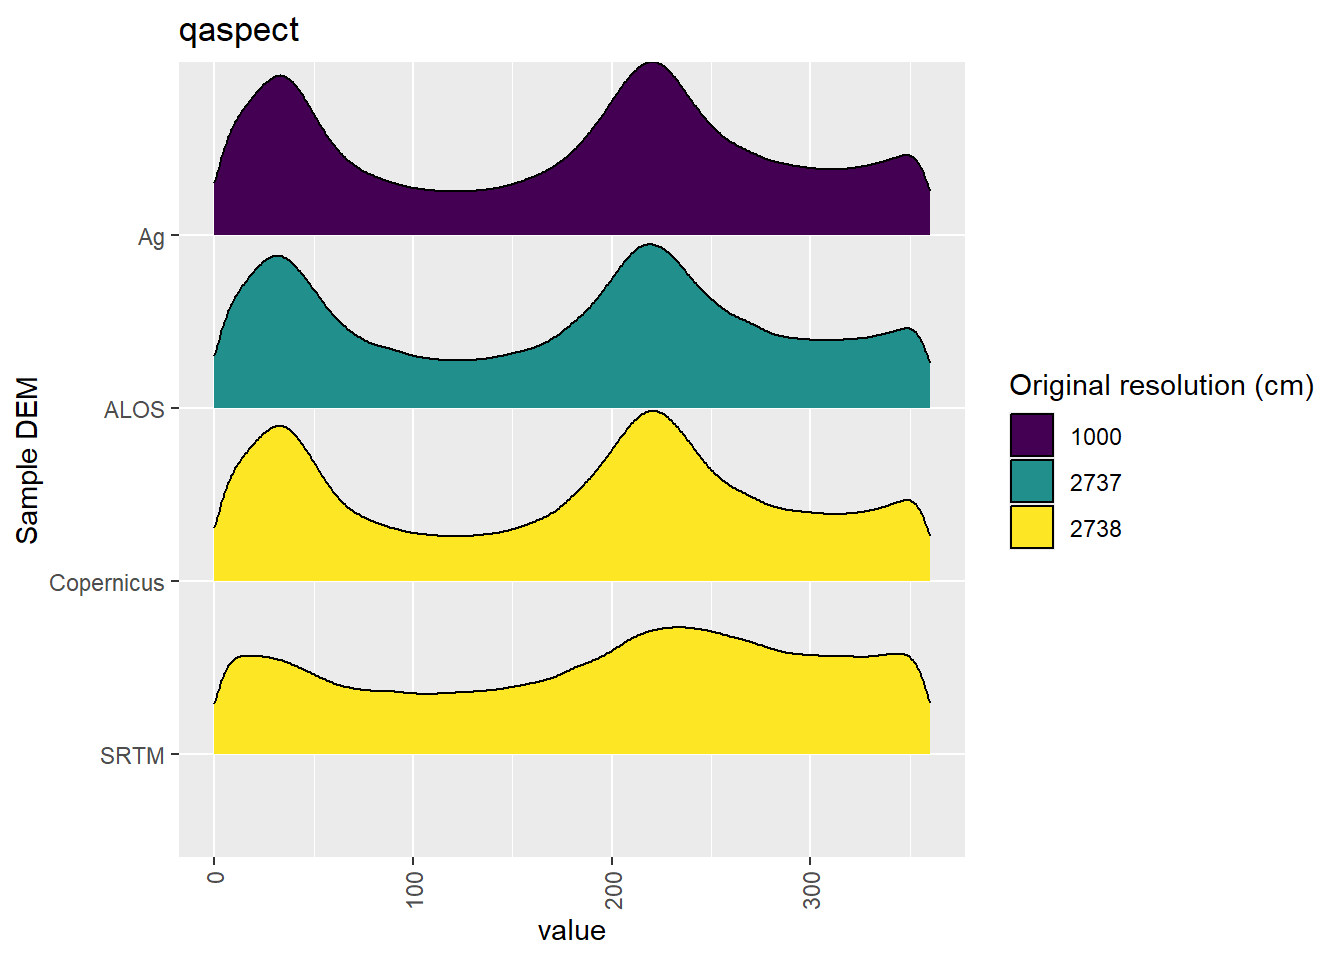 qaspect
Sample DEM
Ag
ALOS
Copernicus
SRTM
0
100
200
300
value
Original resolution (cm)
1000
2737
2738